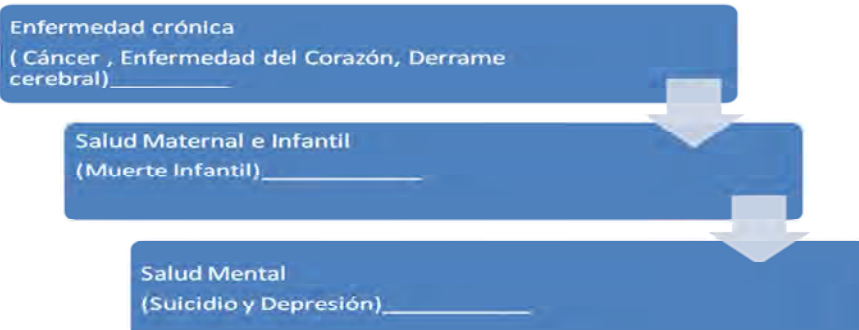 Enfermedad crónica
( Cáncer , Enfermedad del Corazón, Derrame
cerebral)__________
Salud Maternal e Infantil
(Muerte Infantil)______________
Salud Mental
(Suicidio y Depresión)_____________